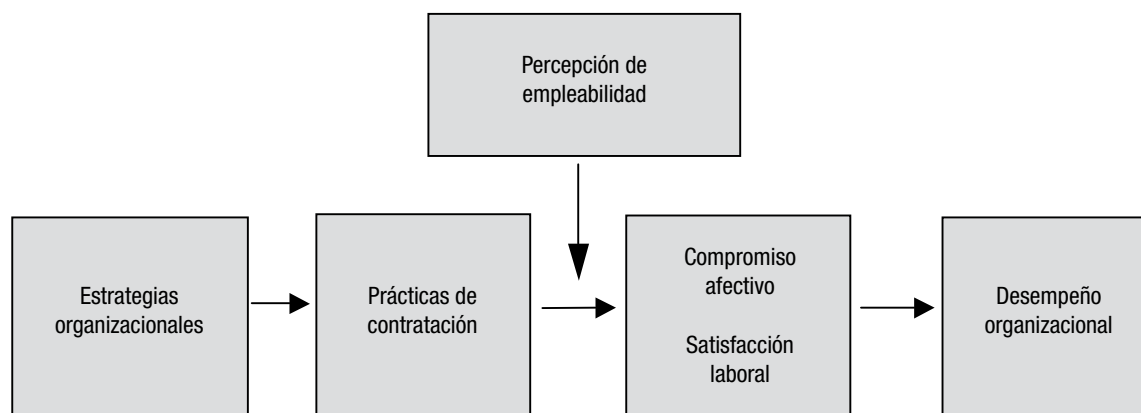 Percepción de
empleabilidad
Estrategias
organizacionales
Prácticas de
contratación
Compromiso
afectivo
Satisfacción
laboral
Desempeño
organizacional